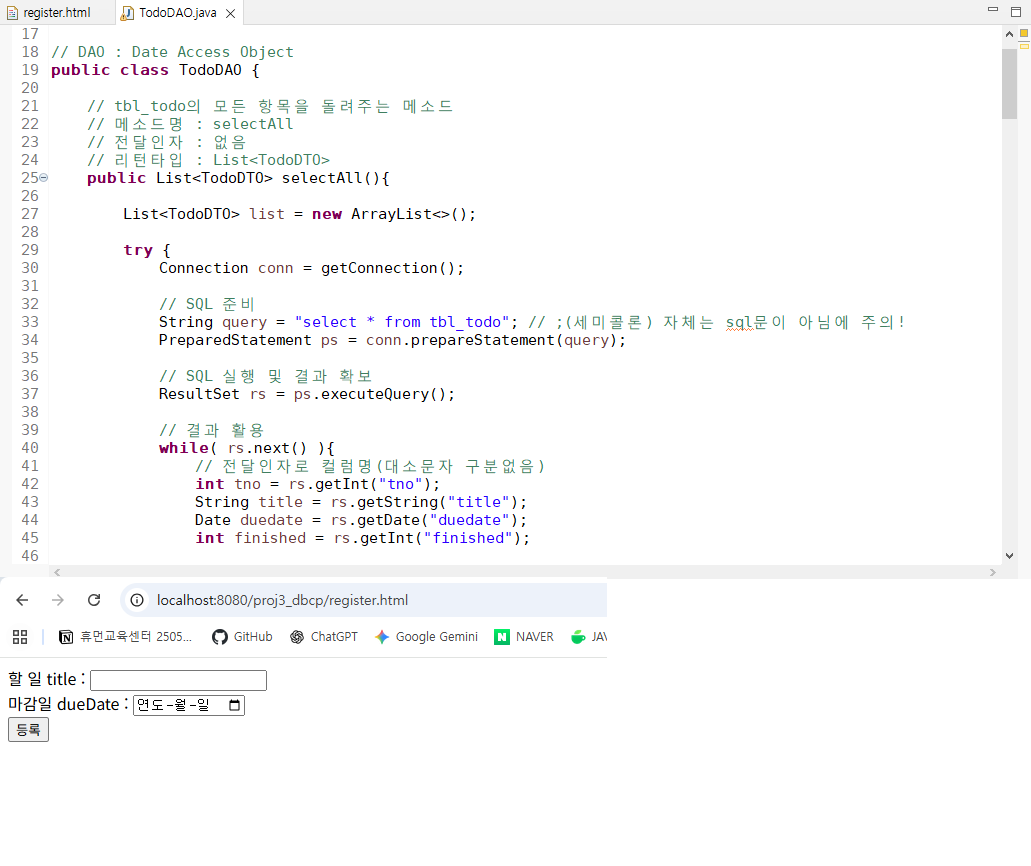 register.html TodoDAO.java
17
18 // DAO : Date Access Object
19 public class TodoDAO {
20
21 // tbl_todo의 모든 항목을 돌려주는 메소드
22 // 메소드명 : selectAll
23 // 전달인자 : 없음
24 // 리턴타입 : List<TodoDTO>
25 public List<TodoDTO> selectAll(){
26
27 List<TodoDTO> list = new ArrayList<>();
28
29 try {
30 Connection conn = getConnection();
31
32 // SQL 준비
33 String query = "select * from tbl_todo"; // ;(세미콜론) 자체는 sql문이 아님에 주의!
34 PreparedStatement ps = conn.prepareStatement(query);
35
36 // SQL 실행 및 결과 확보
37 ResultSet rs = ps.executeQuery();
38
39 // 결과 활용
40 while( rs.next() ){
41 // 전달인자로 컬럼명(대소문자 구분없음)
42 int tno = rs.getInt("tno");
43 String title = rs.getString("title");
44 Date duedate = rs.getDate("duedate");
45 int finished = rs.getInt("finished");
46
localhost:8080/proj3_dbcp/register.html
휴먼교육센터 2505... GitHub ChatGPT Google Gemini NAVER JAV
할 일 title :
마감일 dueDate : 연도-월-일
등록